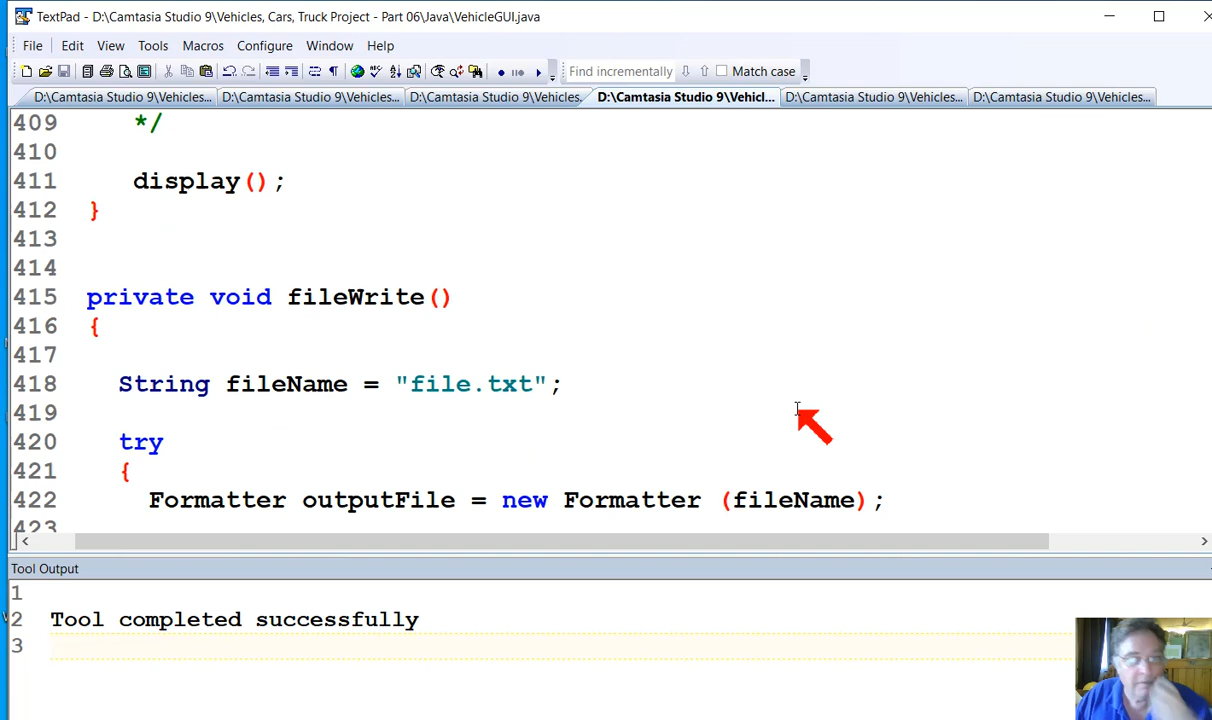 TextPad - D:\Camtasia Studio 9\Vehicles, Cars, Truck Project - Part 06\Java\VehicleGUI.java
File Edit View Tools Macros Configure Window Help
Find incrementally Match case
D:\Camtasia Studio 9\Vehicles... D:\Camtasia Studio 9\Vehicles... D:\Camtasia Studio 9\Vehicles. D:\Camtasia Studio 9\Vehicl... D:\Camtasia Studio 9\Vehicles... D:\Camtasia Studio 9\Vehicles...
409 */
410
411 display();
412 }
413
414
415 private void fileWrite()
416 {
417
418 String fileName = "file.txt";
419
420 try
421 {
422 Formatter outputFile = new Formatter (fileName);
423
Tool Output
1
2 Tool completed successfully
3